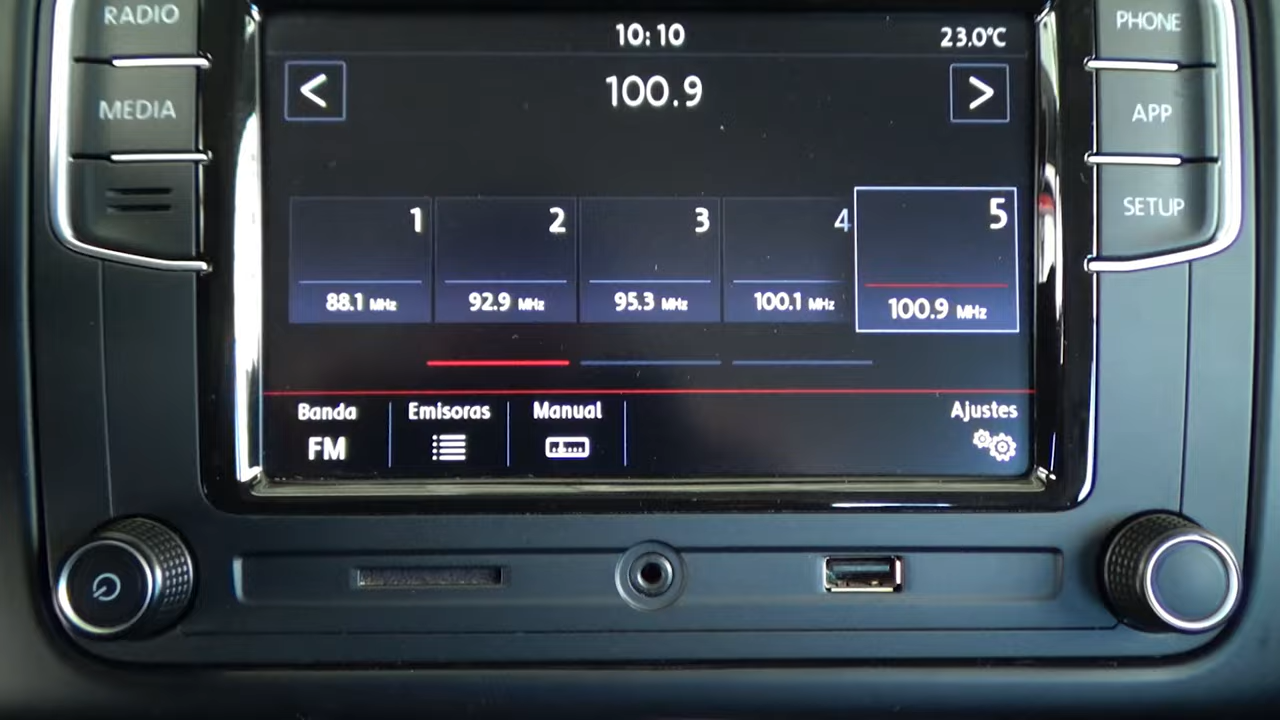 RADIO
MEDIA
10:10
23.0°C
<
100.9
>
1
2
3
4
5
88.1 MHz
92.9 MHz
95.3 MHz
100.1 MHz
100.9 MHz
Banda
Emisoras
Manual
Ajustes
FM
PHONE
APP
SETUP